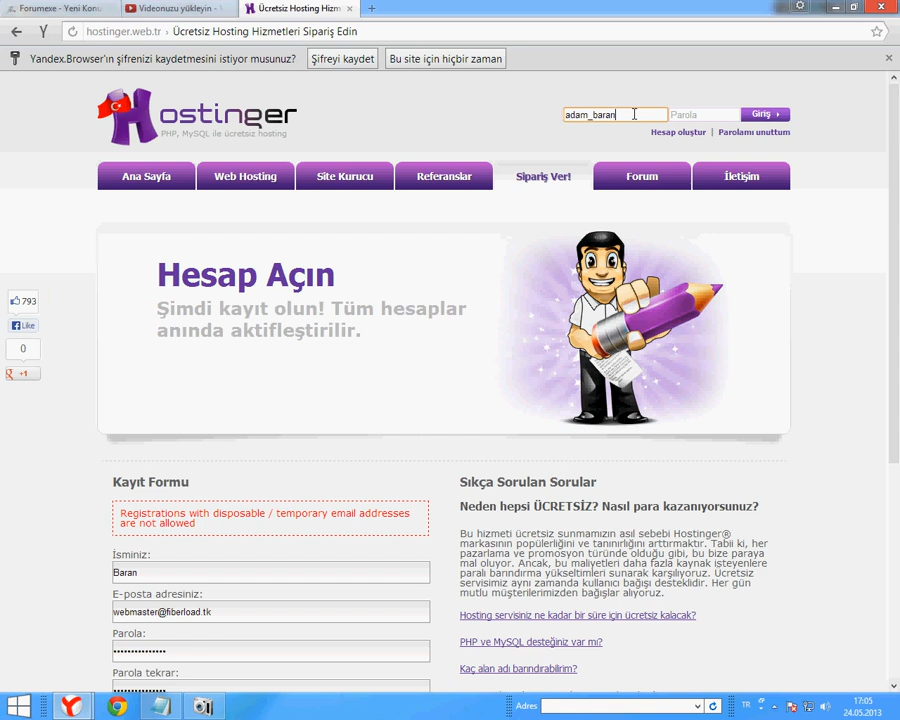 Forumexe - Yeni Konu
Videonuzu yükleyin -
Ücretsiz Hosting Hizm
hostinger.web.tr › Ücretsiz Hosting Hizmetleri Sipariş Edin
Yandex.Browser'ın şifrenizi kaydetmesini istiyor musunuz?
Şifreyi kaydet
Bu site için hiçbir zaman
Hostinger
PHP, MySQL ile ücretsiz hosting
adam_baran
Parola
Giriş
Hesap oluştur | Parolamı unuttum
Ana Sayfa
Web Hosting
Site Kurucu
Referanslar
Sipariş Ver!
Forum
İletişim
Hesap Açın
Şimdi kayıt olun! Tüm hesaplar
anında aktifleştirilir.
793
Like
0
+1
Kayıt Formu
Registrations with disposable / temporary email addresses
are not allowed
İsminiz:
Baran
E-posta adresiniz:
webmaster@fiberload.tk
Parola:
Parola tekrar:
Sıkça Sorulan Sorular
Neden hepsi ÜCRETSİZ? Nasıl para kazanıyorsunuz?
Bu hizmeti ücretsiz sunmamızın asıl sebebi Hostinger®
markasının popülerliğini ve tanınırlığını arttırmaktır. Tabii ki, her
pazarlama ve promosyon türünde olduğu gibi, bu bize paraya
mal oluyor. Ancak, bu maliyetleri daha fazla kaynak isteyenlere
paralı barındırma yükseltimleri sunarak karşılıyoruz. Ücretsiz
servisimiz aynı zamanda kullanıcı bağışı desteklidir. Her gün
mutlu müşterilerimizden bağışlar alıyoruz.
Hosting servisiniz ne kadar bir süre için ücretsiz kalacak?
PHP ve MySQL desteğiniz var mı?
Kaç alan adı barındırabilirim?
Adres
TR
17:05
24.05.2013